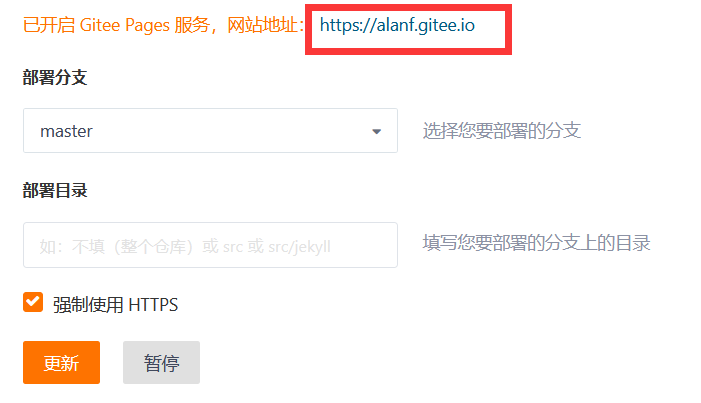 已开启 Gitee Pages 服务，网站地址： https://alanf.gitee.io
部署分支
master 选择您要部署的分支
部署目录
如：不填（整个仓库）或 src 或 src/jekyll 填写您要部署的分支上的目录
强制使用 HTTPS
更新 暂停